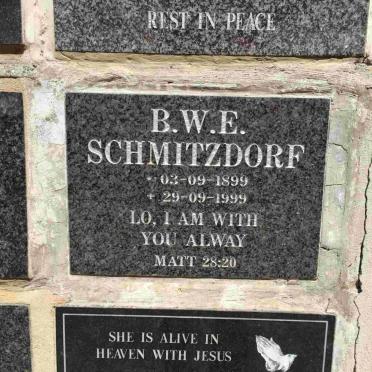 REST IN PEACE
B.W.E.
SCHMITZDORF
* 03-09-1899
+ 29-09-1999
LO, I AM WITH
YOU ALWAY
MATT 28:20
SHE IS ALIVE IN
HEAVEN WITH JESUS